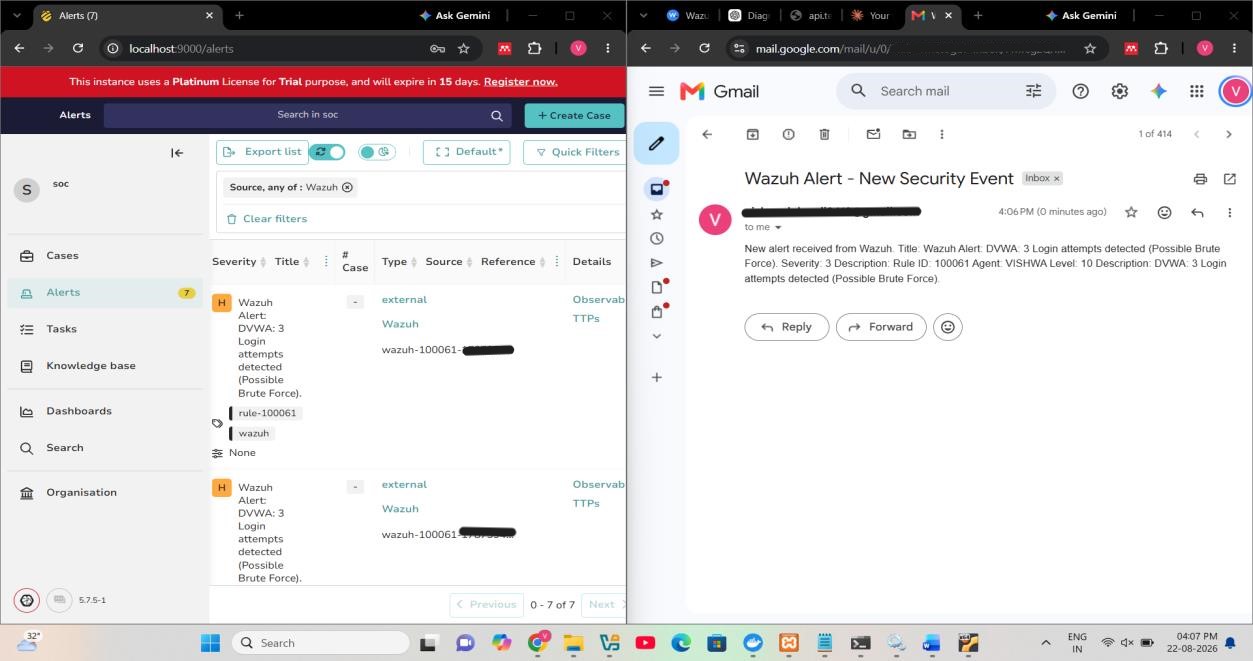 Alerts (7)
Ask Gemini
localhost:9000/alerts
V
This instance uses a Platinum License for Trial purpose, and will expire in 15 days. Register now.
Alerts
Search in soc
+ Create Case
S
soc
Cases
Alerts
7
Tasks
Knowledge base
Dashboards
Search
Organisation
5.7.5-1
Export list
Default*
Quick Filters
Source, any of : Wazuh
Clear filters
Severity
Title
# Case
Type
Source
Reference
Details
H
Wazuh
Alert:
DVWA: 3
Login
attempts
detected
(Possible
Brute Force).
rule-100061
wazuh
None
-
external
Wazuh
wazuh-100061-
Observab
TTPs
H
Wazuh
Alert:
DVWA: 3
Login
attempts
detected
(Possible
Brute Force).
-
external
Wazuh
wazuh-100061-
Observab
TTPs
Previous
0 - 7 of 7
Next
Wazu
Diag
api.te
Your
Ask Gemini
mail.google.com/mail/u/0/
V
Gmail
Search mail
V
1 of 414
Wazuh Alert - New Security Event
Inbox ×
V
4:06 PM (0 minutes ago)
to me
New alert received from Wazuh. Title: Wazuh Alert: DVWA: 3 Login attempts detected (Possible Brute
Force). Severity: 3 Description: Rule ID: 100061 Agent: VISHWA Level: 10 Description: DVWA: 3 Login
attempts detected (Possible Brute Force).
Reply
Forward
32°
Search
ENG
IN
04:07 PM
22-08-2026